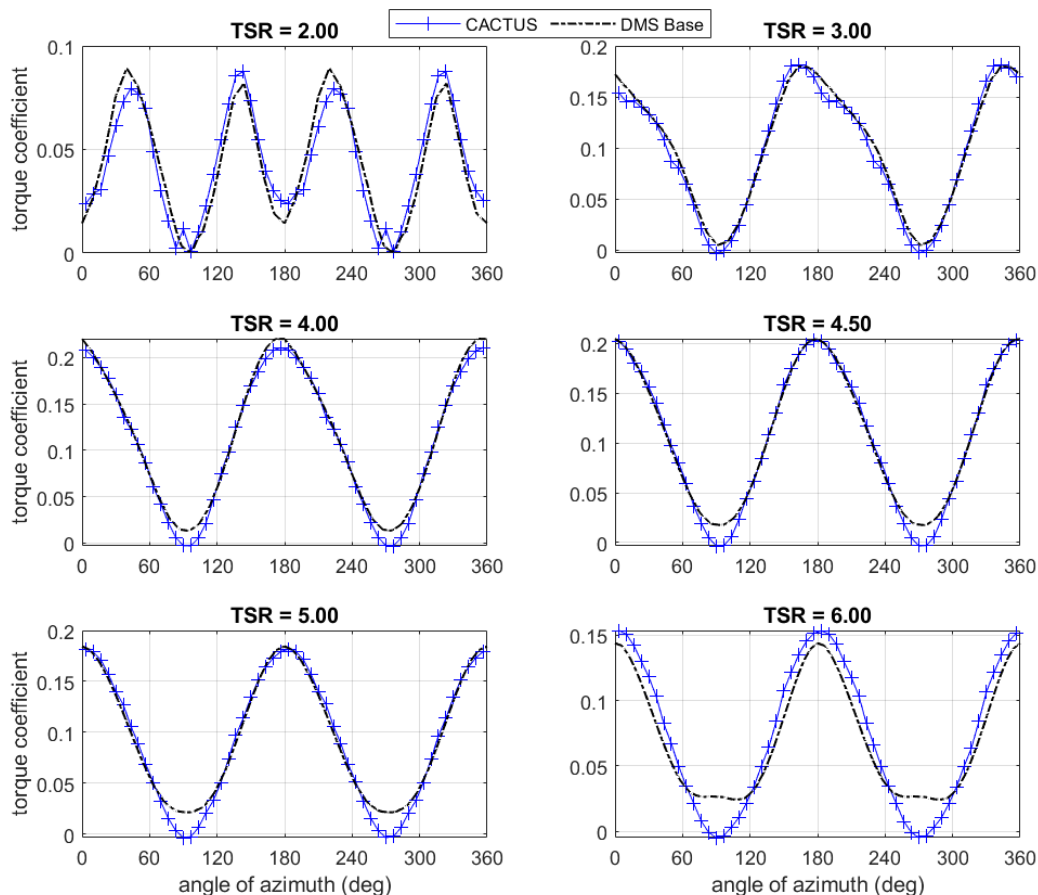 CACTUS DMS Base
TSR = 2.00
0.1
0.05
0
torque coefficient
0 60 120 180 240 300 360
TSR = 3.00
0.2
0.15
0.1
0.05
0
0 60 120 180 240 300 360
TSR = 4.00
0.2
0.15
0.1
0.05
0
torque coefficient
0 60 120 180 240 300 360
TSR = 4.50
0.2
0.15
0.1
0.05
0
0 60 120 180 240 300 360
TSR = 5.00
0.2
0.15
0.1
0.05
0
torque coefficient
0 60 120 180 240 300 360
angle of azimuth (deg)
TSR = 6.00
0.15
0.1
0.05
0
0 60 120 180 240 300 360
angle of azimuth (deg)